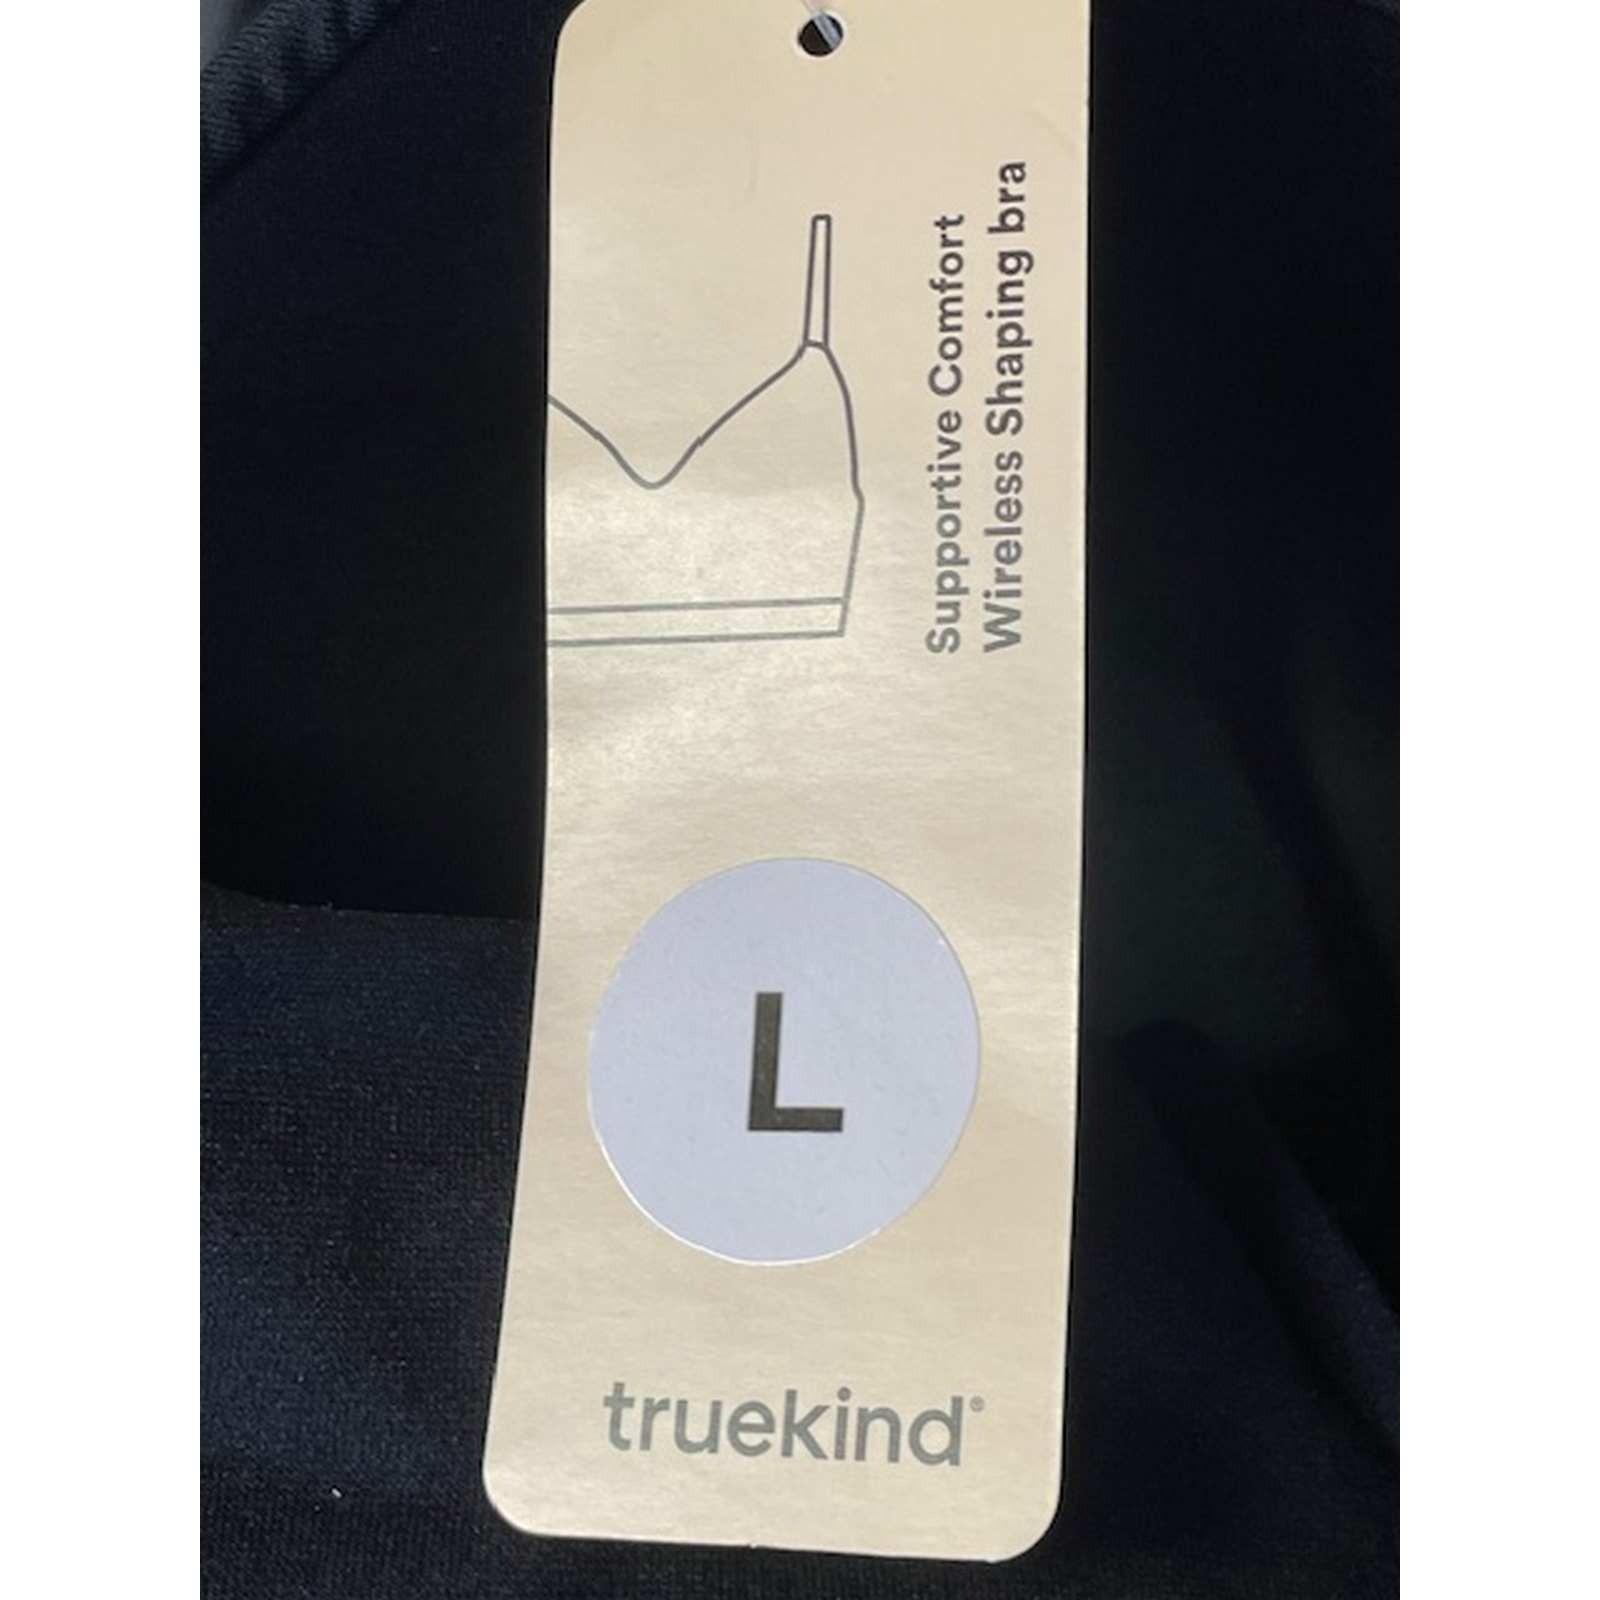 Supportive Comfort
Wireless Shaping bra
L
truekind®